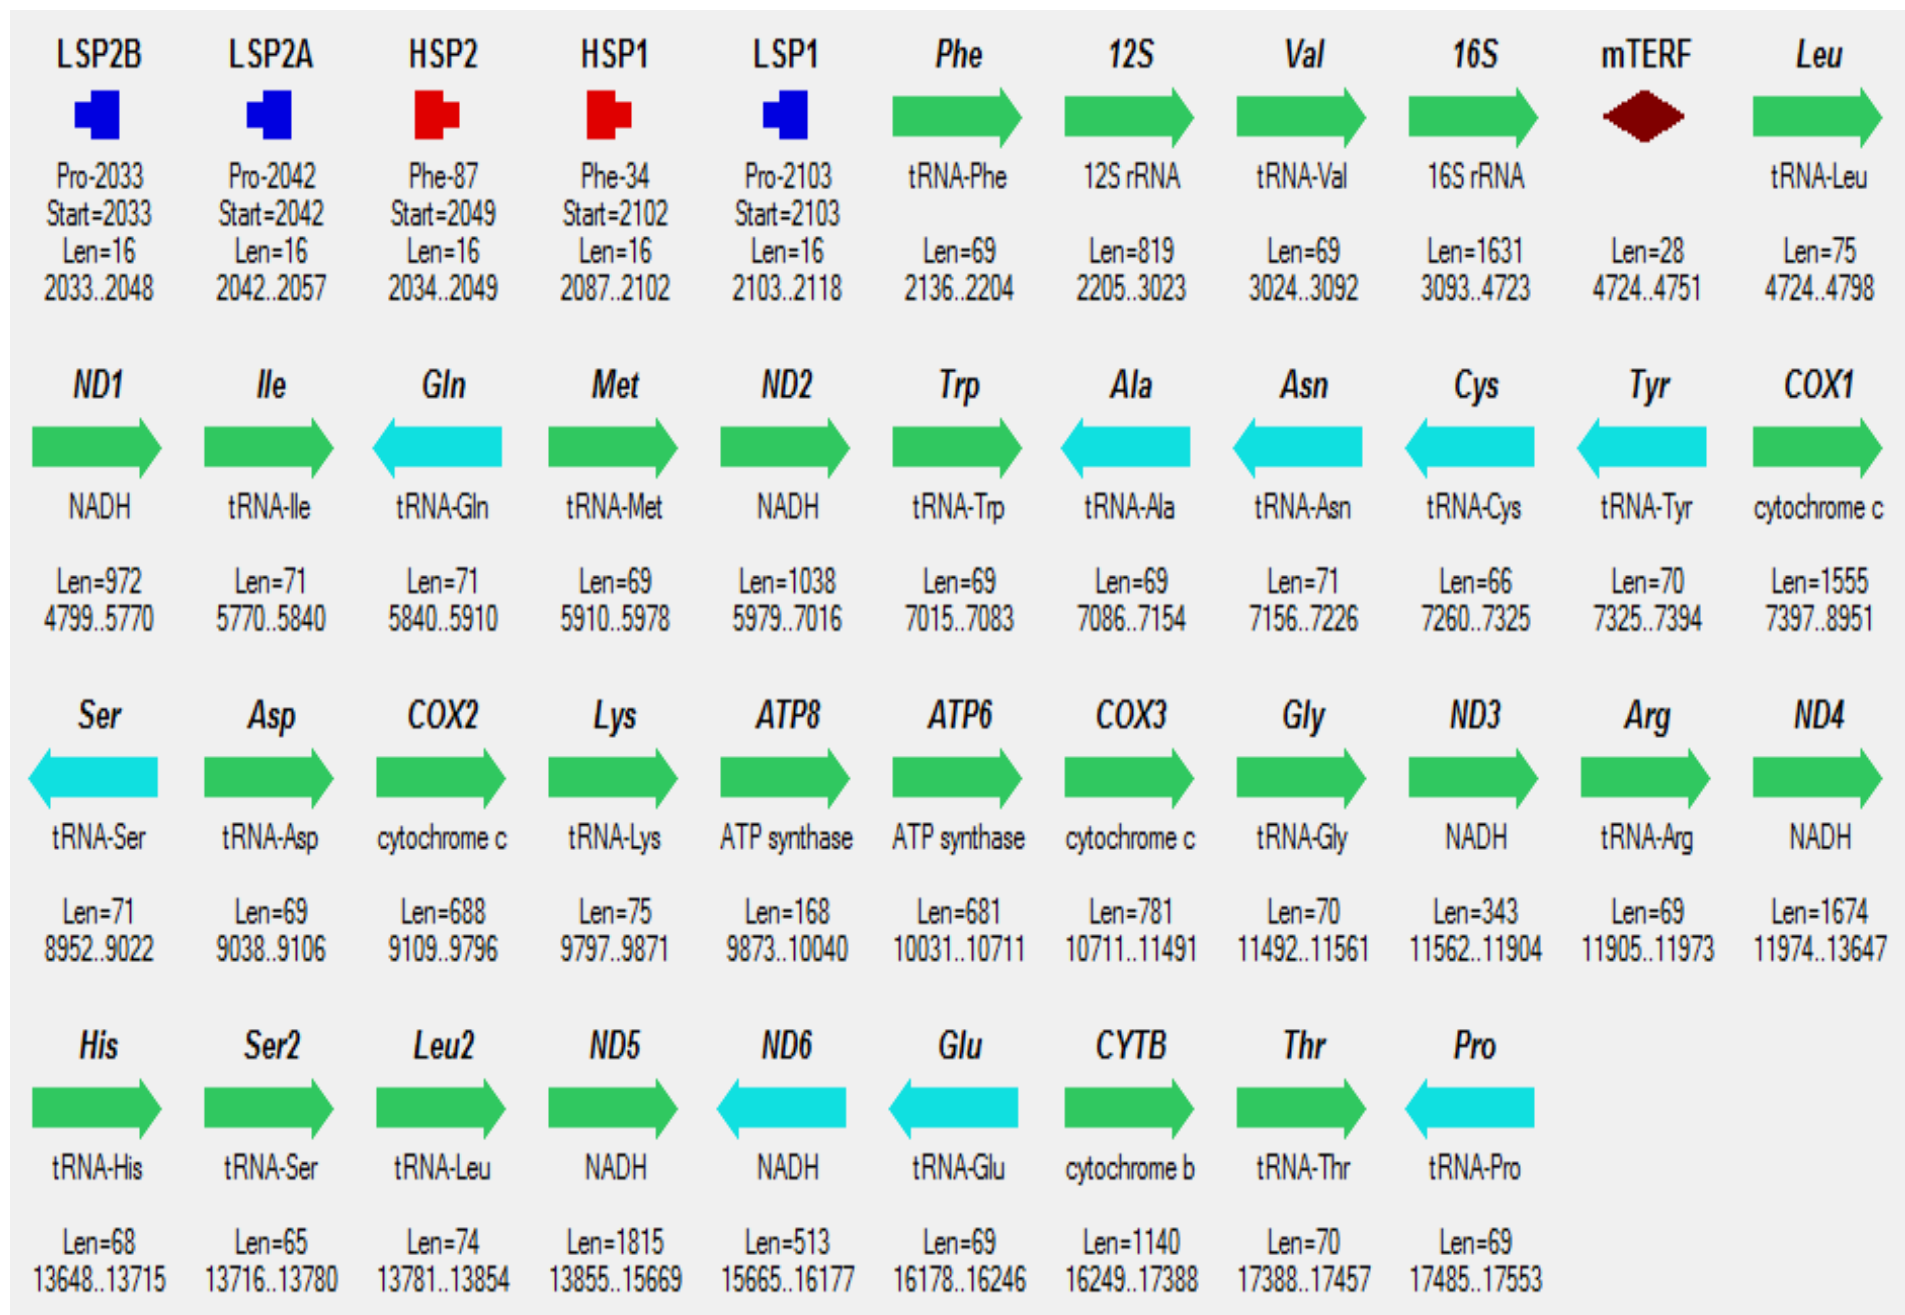 LSP2B LSP2A HSP2 HSP1 LSP1 Phe 12S Val 16S mTERF Leu
Pro-2033 Pro-2042 Phe-87 Phe-34 Pro-2103 tRNA-Phe 12S rRNA tRNA-Val 16S rRNA tRNA-Leu
Start=2033 Start=2042 Start=2049 Start=2102 Start=2103
Len=16 Len=16 Len=16 Len=16 Len=16 Len=69 Len=819 Len=69 Len=1631 Len=28 Len=75
2033..2048 2042..2057 2034..2049 2087..2102 2103..2118 2136..2204 2205..3023 3024..3092 3093..4723 4724..4751 4724..4798
ND1 Ile Gln Met ND2 Trp Ala Asn Cys Tyr COX1
NADH tRNA-Ile tRNA-Gln tRNA-Met NADH tRNA-Trp tRNA-Ala tRNA-Asn tRNA-Cys tRNA-Tyr cytochrome c
Len=972 Len=71 Len=71 Len=69 Len=1038 Len=69 Len=69 Len=71 Len=66 Len=70 Len=1555
4799..5770 5770..5840 5840..5910 5910..5978 5979..7016 7015..7083 7086..7154 7156..7226 7260..7325 7325..7394 7397..8951
Ser Asp COX2 Lys ATP8 ATP6 COX3 Gly ND3 Arg ND4
tRNA-Ser tRNA-Asp cytochrome c tRNA-Lys ATP synthase ATP synthase cytochrome c tRNA-Gly NADH tRNA-Arg NADH
Len=71 Len=69 Len=688 Len=75 Len=168 Len=681 Len=781 Len=70 Len=343 Len=69 Len=1674
8952..9022 9038..9106 9109..9796 9797..9871 9873..10040 10031..10711 10711..11491 11492..11561 11562..11904 11905..11973 11974..13647
His Ser2 Leu2 ND5 ND6 Glu CYTB Thr Pro
tRNA-His tRNA-Ser tRNA-Leu NADH NADH tRNA-Glu cytochrome b tRNA-Thr tRNA-Pro
Len=68 Len=65 Len=74 Len=1815 Len=513 Len=69 Len=1140 Len=70 Len=69
13648..13715 13716..13780 13781..13854 13855..15669 15665..16177 16178..16246 16249..17388 17388..17457 17485..17553